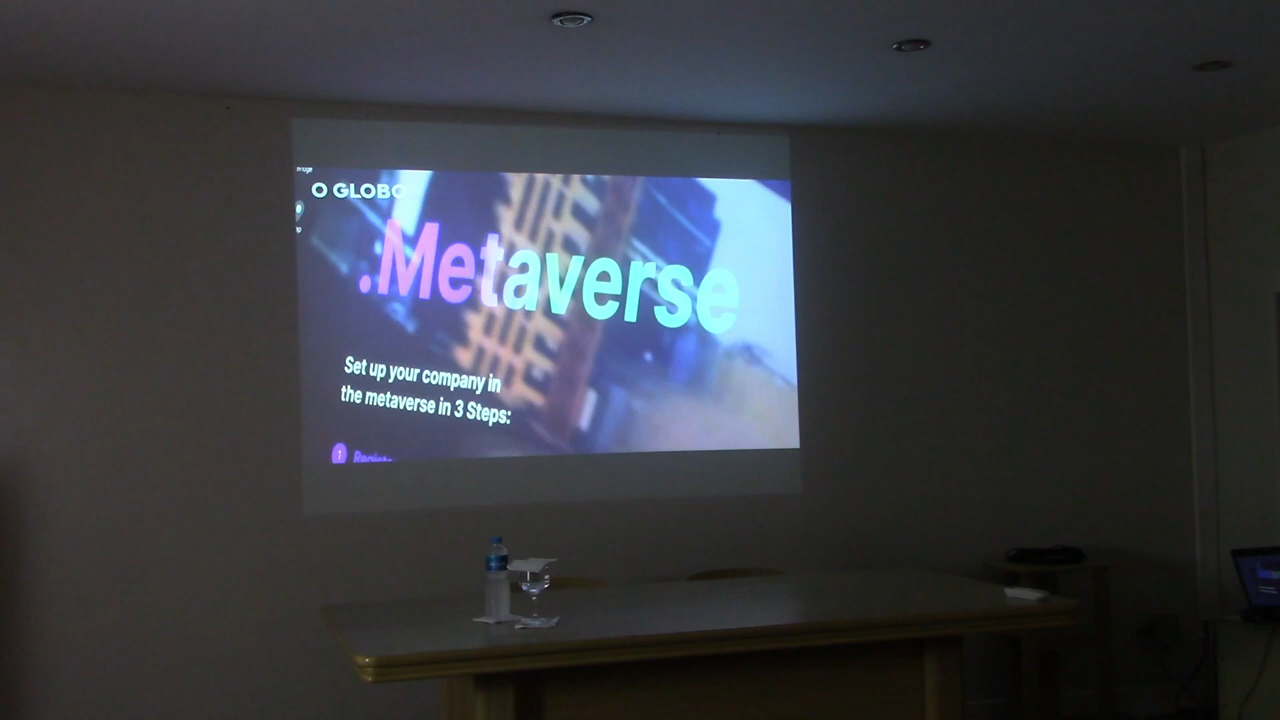 O GLOBO
.Metaverse
Set up your company in
the metaverse in 3 Steps:
1